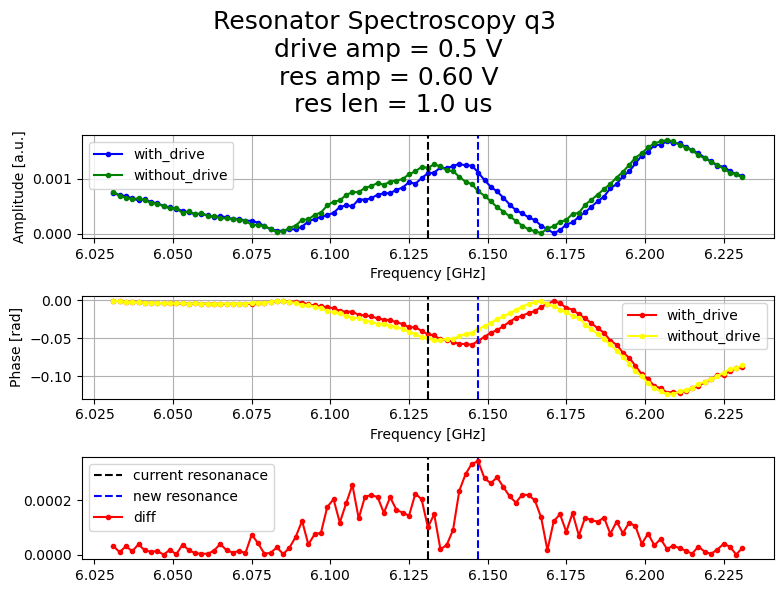 Resonator Spectroscopy q3
drive amp = 0.5 V
res amp = 0.60 V
res len = 1.0 us
Amplitude [a.u.]
0.001
0.000
with_drive
without_drive
6.025 6.050 6.075 6.100 6.125 6.150 6.175 6.200 6.225
Frequency [GHz]
Phase [rad]
0.00
−0.05
−0.10
with_drive
without_drive
6.025 6.050 6.075 6.100 6.125 6.150 6.175 6.200 6.225
Frequency [GHz]
0.0002
0.0000
current resonanace
new resonance
diff
6.025 6.050 6.075 6.100 6.125 6.150 6.175 6.200 6.225